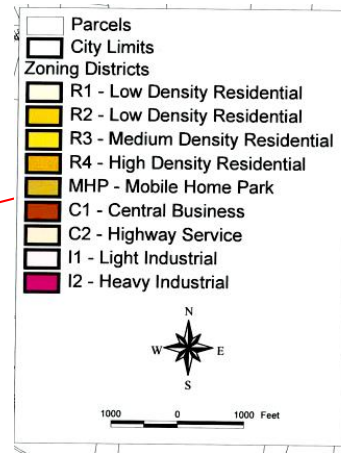 Parcels
City Limits
Zoning Districts
R1 - Low Density Residential
R2 - Low Density Residential
R3 - Medium Density Residential
R4 - High Density Residential
MHP - Mobile Home Park
C1 - Central Business
C2 - Highway Service
I1 - Light Industrial
I2 - Heavy Industrial
N
W E
S
1000 0 1000 Feet